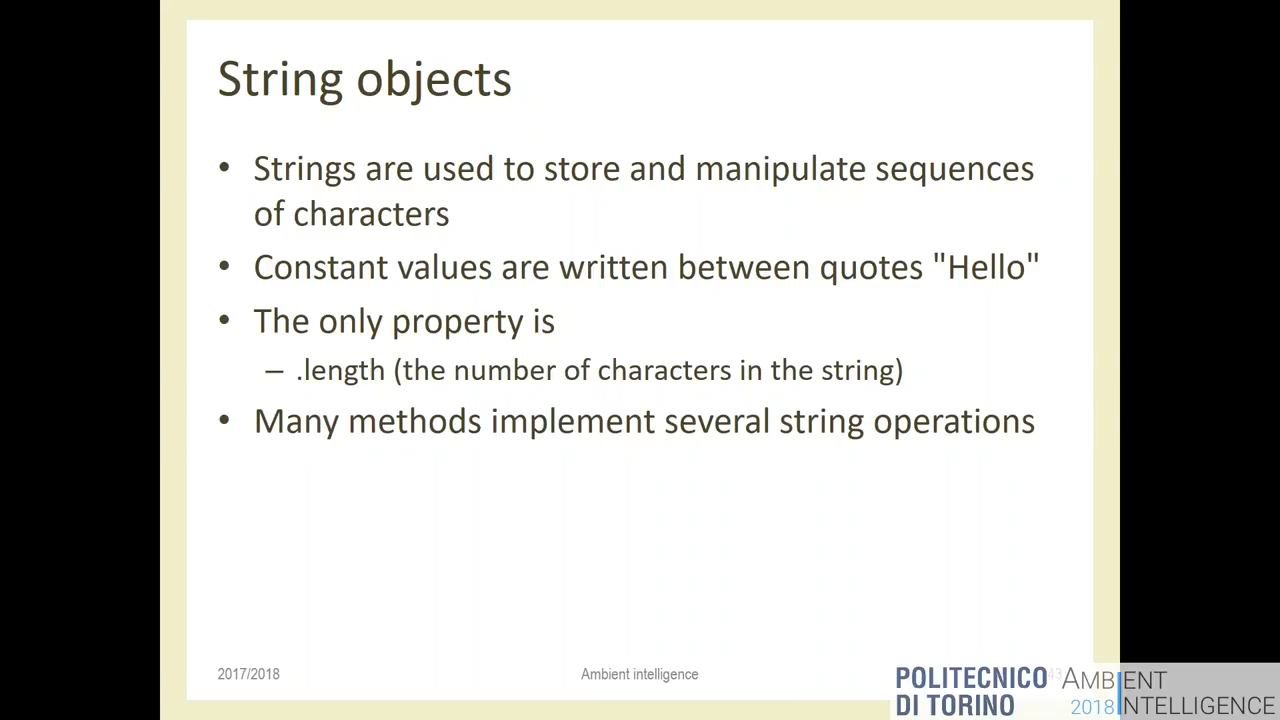 String objects
• Strings are used to store and manipulate sequences
of characters
• Constant values are written between quotes "Hello"
• The only property is
– .length (the number of characters in the string)
• Many methods implement several string operations
2017/2018
Ambient intelligence
43
POLITECNICO
DI TORINO
AMBIENT
2018 INTELLIGENCE